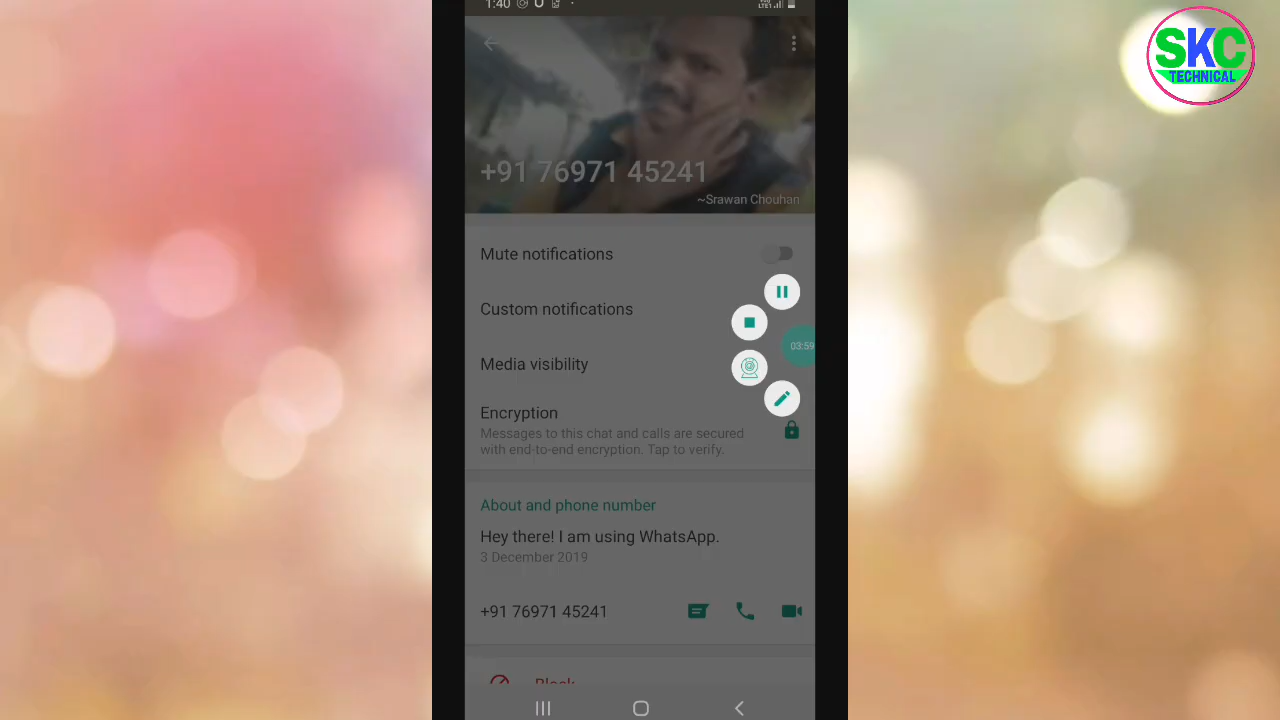 1:40
SKC
TECHNICAL
+91 76971 45241
~Srawan Chouhan
Mute notifications
Custom notifications
Media visibility
03:59
Encryption
Messages to this chat and calls are secured
with end-to-end encryption. Tap to verify.
About and phone number
Hey there! I am using WhatsApp.
3 December 2019
+91 76971 45241
Block